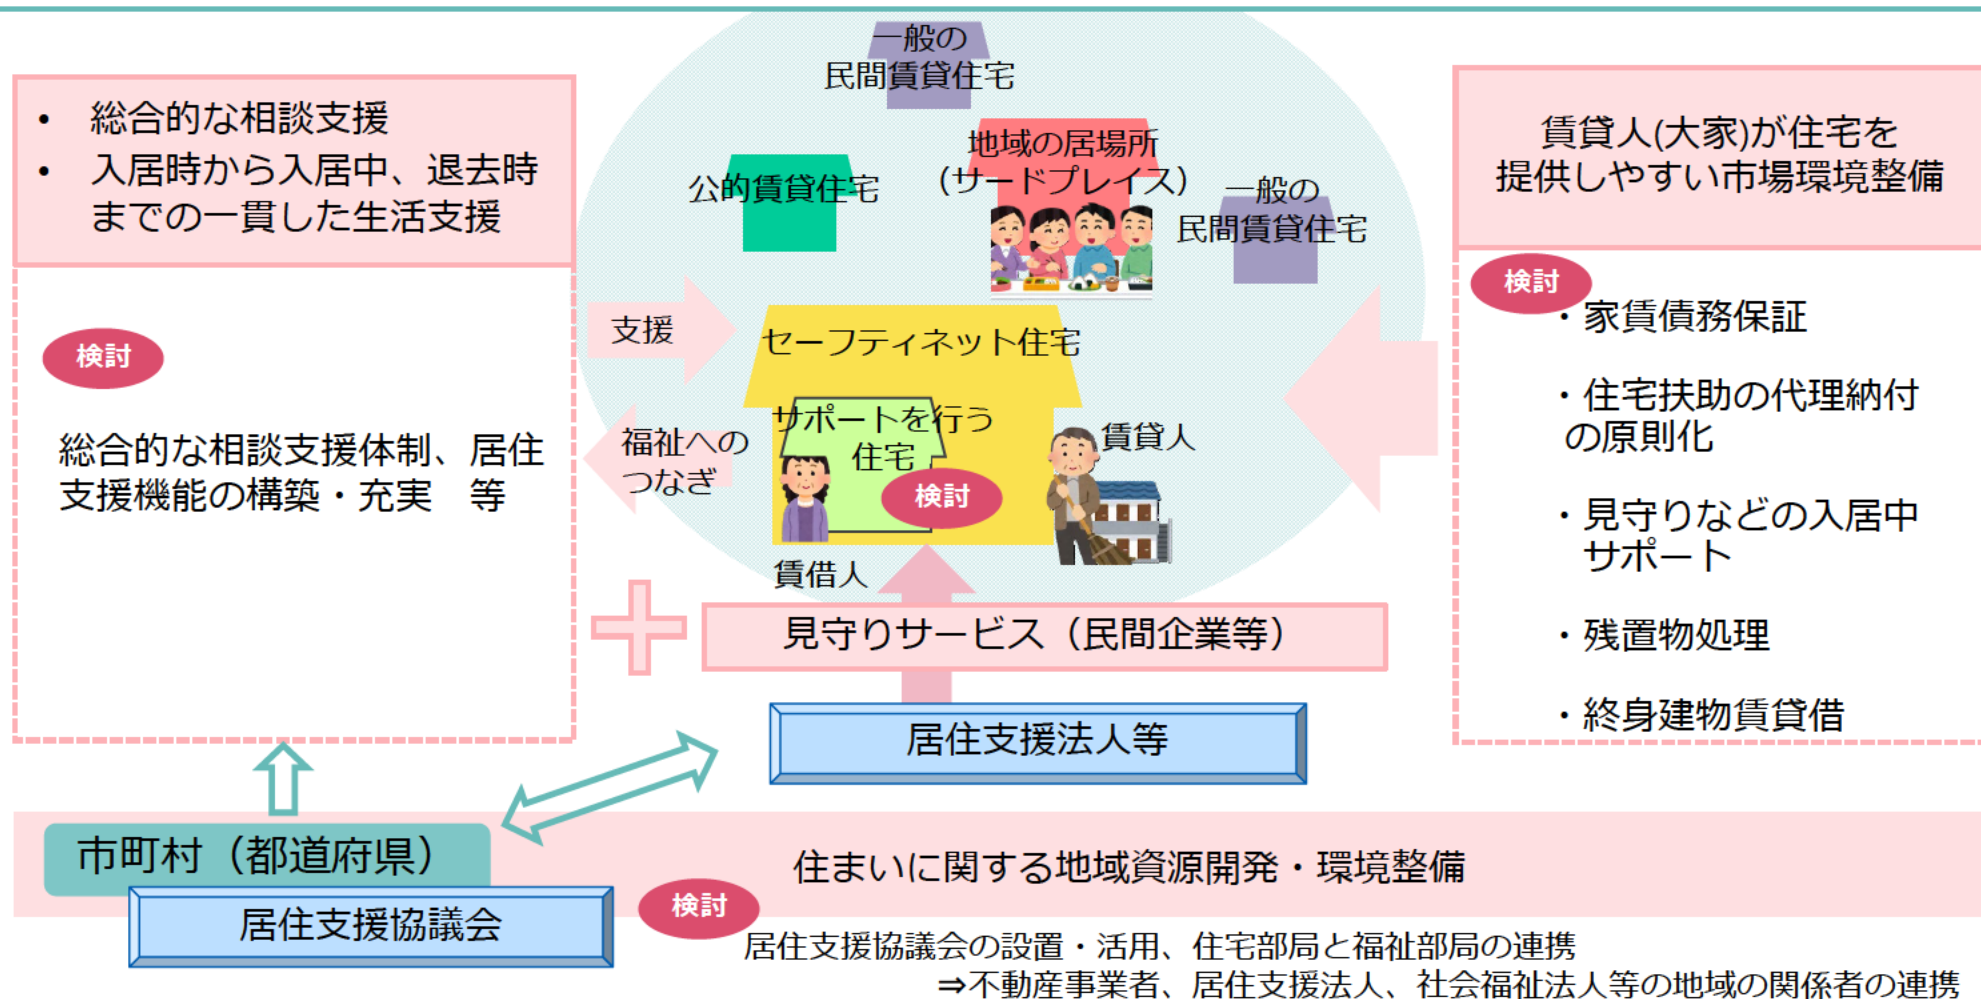 ・ 総合的な相談支援
・ 入居時から入居中、退去時
までの一貫した生活支援
検討
総合的な相談支援体制、居住
支援機能の構築・充実　等
一般の
民間賃貸住宅
地域の居場所
（サードプレイス）
公的賃貸住宅
一般の
民間賃貸住宅
支援
セーフティネット住宅
サポートを行う
住宅
検討
福祉への
つなぎ
賃貸人
賃借人
見守りサービス（民間企業等）
居住支援法人等
賃貸人(大家)が住宅を
提供しやすい市場環境整備
検討
・家賃債務保証
・住宅扶助の代理納付
の原則化
・見守りなどの入居中
サポート
・残置物処理
・終身建物賃貸借
市町村（都道府県）
居住支援協議会
住まいに関する地域資源開発・環境整備
検討
居住支援協議会の設置・活用、住宅部局と福祉部局の連携
⇒不動産事業者、居住支援法人、社会福祉法人等の地域の関係者の連携